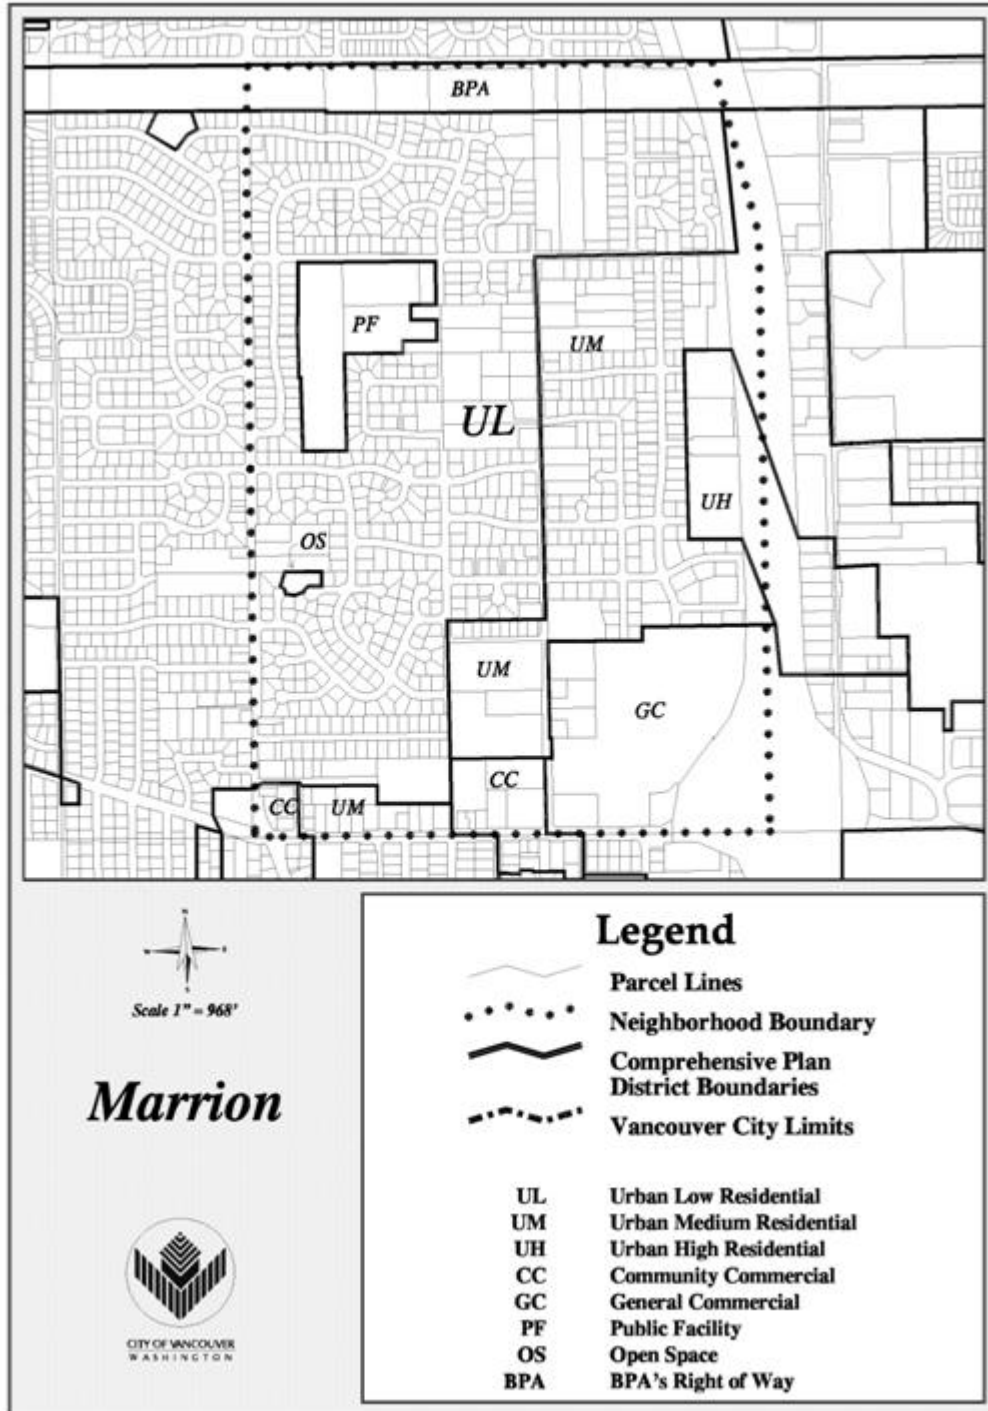 BPA
PF
UM
UL
UH
OS
UM
GC
CC
CC
UM
N
W
E
S
Scale 1" = 968'
Marrion
CITY OF VANCOUVER
WASHINGTON
Legend
Parcel Lines
Neighborhood Boundary
Comprehensive Plan
District Boundaries
Vancouver City Limits
UL Urban Low Residential
UM Urban Medium Residential
UH Urban High Residential
CC Community Commercial
GC General Commercial
PF Public Facility
OS Open Space
BPA BPA's Right of Way